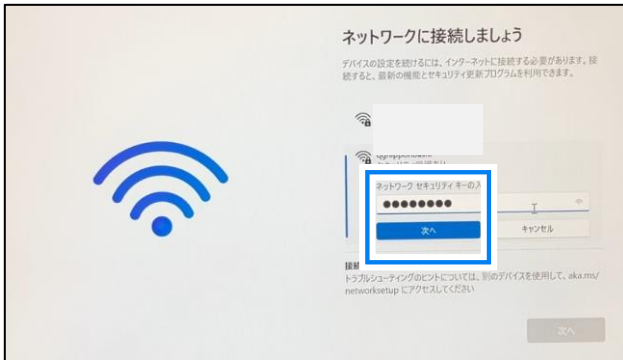 ネットワークに接続しましょう
デバイスの設定を続けるには、インターネットに接続する必要があります。接
続すると、最新の機能とセキュリティ更新プログラムを利用できます。
ネットワーク セキュリティ キーの入
●●●●●●●●
次へ
キャンセル
トラブルシューティングのヒントについては、別のデバイスを使用して、aka.ms/
networksetup にアクセスしてください
次へ